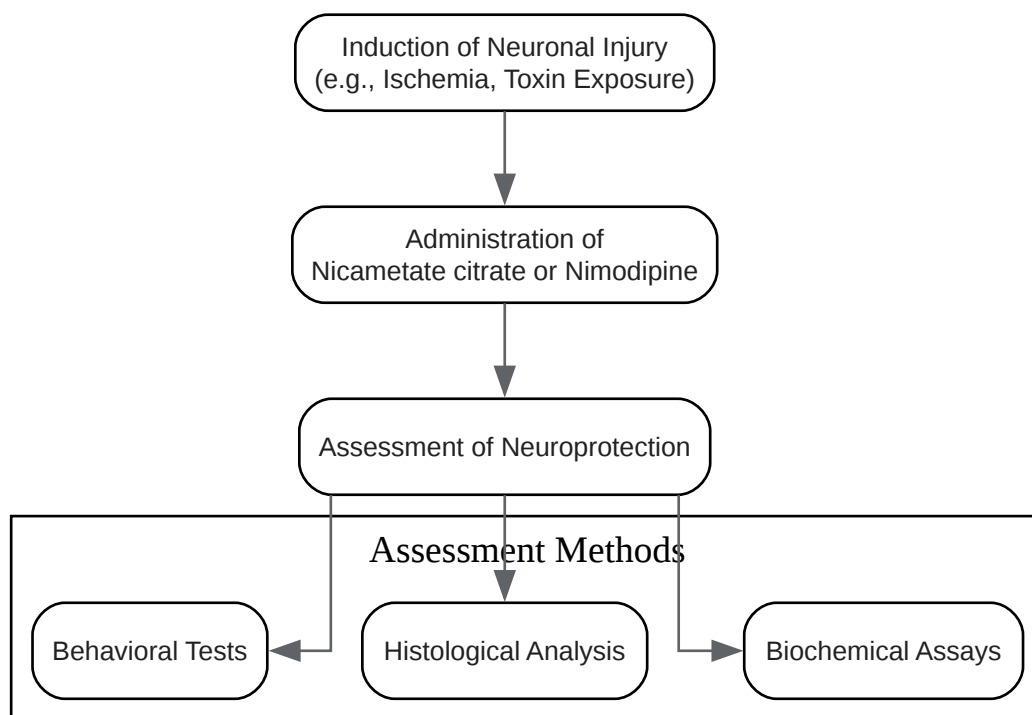 Induction of Neuronal Injury
(e.g., Ischemia, Toxin Exposure)
Administration of
Nicametate citrate or Nimodipine
Assessment of Neuroprotection
Assessment Methods
Behavioral Tests
Histological Analysis
Biochemical Assays